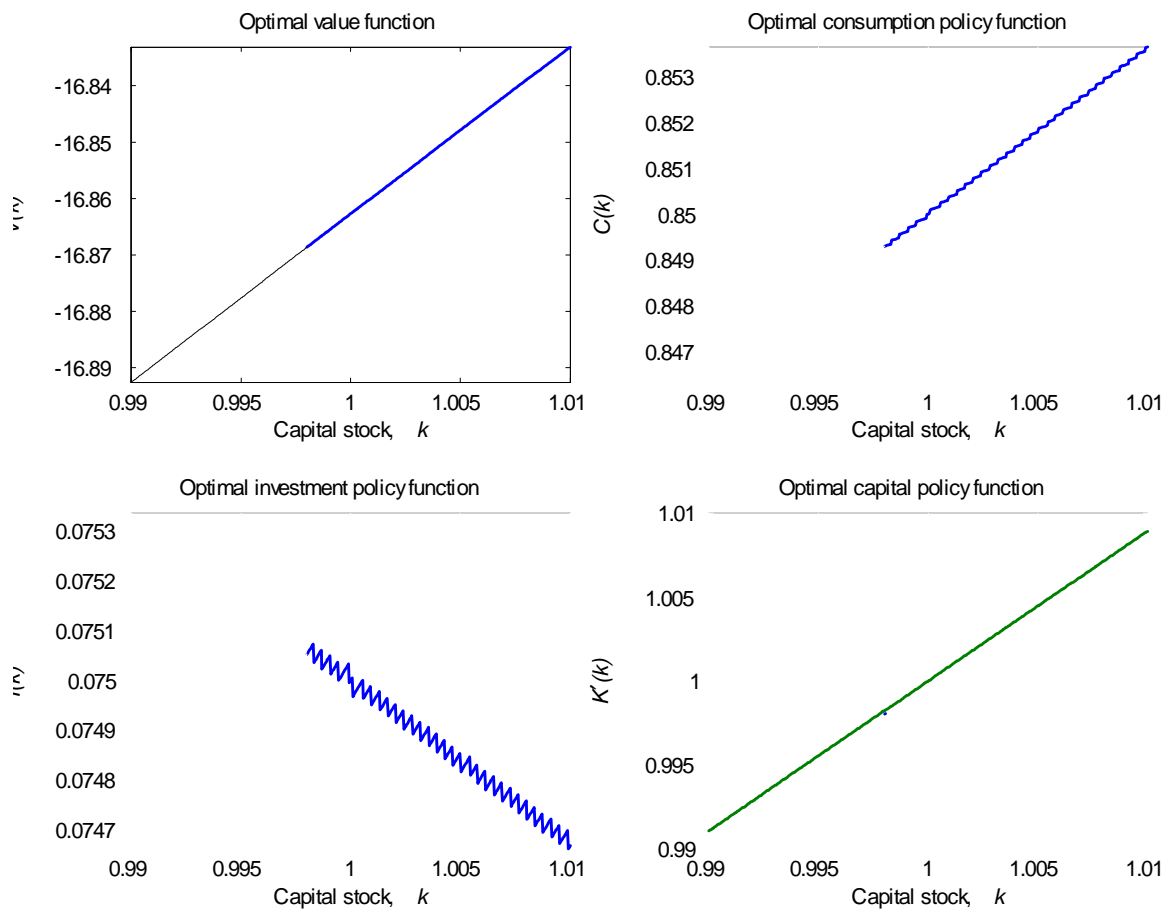 Optimal value function
-16.84
-16.85
-16.86
-16.87
-16.88
-16.89
0.99 0.995 1 1.005 1.01
Capital stock, k
Optimal consumption policy function
C(k)
0.853
0.852
0.851
0.85
0.849
0.848
0.847
0.99 0.995 1 1.005 1.01
Capital stock, k
Optimal investment policy function
0.0753
0.0752
0.0751
0.075
0.0749
0.0748
0.0747
0.99 0.995 1 1.005 1.01
Capital stock, k
Optimal capital policy function
K'(k)
1.01
1.005
1
0.995
0.99
0.99 0.995 1 1.005 1.01
Capital stock, k